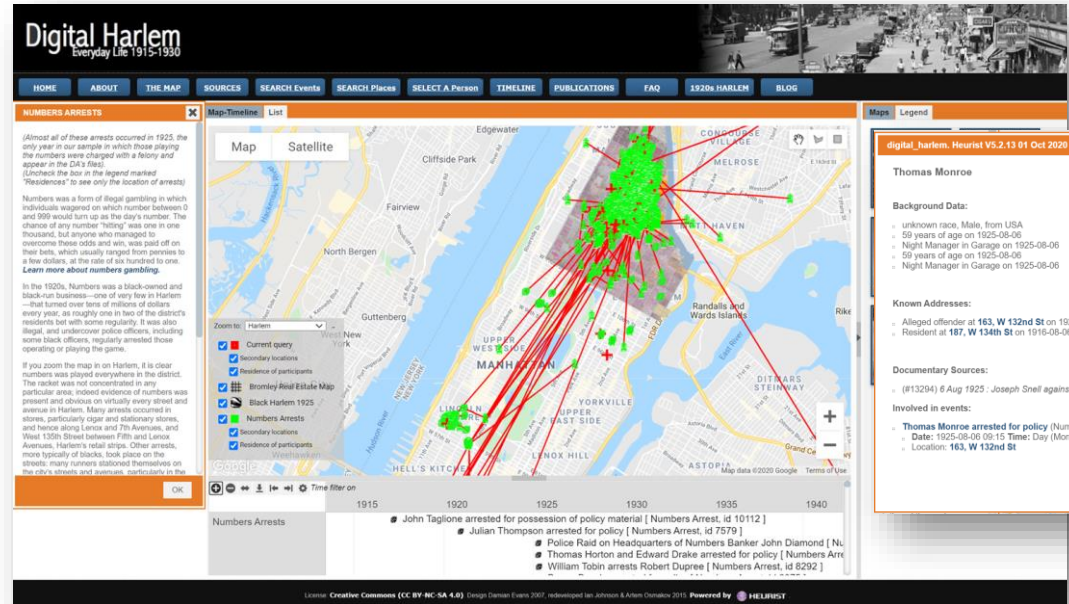 Digital Harlem
Everyday Life 1915-1930
LUNCH
HOME
ABOUT
THE MAP
SOURCES
SEARCH Events
SEARCH Places
SELECT A Person
TIMELINE
PUBLICATIONS
FAQ
1920s HARLEM
BLOG
NUMBERS ARRESTS
(Almost all of these arrests occurred in 1925, the
only year in our sample in which those playing
the numbers were charged with a felony and
appear in the DA's files).
(Uncheck the box in the legend marked
"Residences" to see only the location of arrests)
Numbers was a form of illegal gambling in which
individuals wagered on which number between 0
and 999 would turn up as the day's number. The
chance of any number "hitting" was one in one
thousand, but anyone who managed to
overcome these odds and win, was paid off on
their bets, which usually ranged from pennies to
a few dollars, at the rate of six hundred to one.
Learn more about numbers gambling.
In the 1920s, Numbers was a black-owned and
black-run business—one of very few in Harlem
—that turned over tens of millions of dollars
every year, as roughly one in two of the district's
residents bet with some regularity. It was also
illegal, and undercover police officers, including
some black officers, regularly arrested those
operating or playing the game.
If you zoom the map in on Harlem, it is clear
numbers was played everywhere in the district.
The racket was not concentrated in any
particular area; indeed evidence of numbers was
present and obvious on virtually every street and
avenue in Harlem. Many arrests occurred in
stores, particularly cigar and stationary stores,
and hence along Lenox and 7th Avenues, and
West 135th Street between Fifth and Lenox
Avenues, Harlem's retail strips. Other arrests,
more typically of blacks, took place on the
streets: many runners stationed themselves on
the city's streets and avenues, particularly in the
OK
Map-Timeline
List
Map
Satellite
Edgewater
Cliffside Park
Fairview
North Bergen
Guttenberg
West New
York
Weehawken
CONCOURSE
VILLAGE
MELROSE
MOTT HAVEN
Randalls and
Wards Islands
Rike
UPPER
WEST SIDE
MANHATTAN
YORKVILLE
UPPER
EAST SIDE
LINCOLN
LENOX HILL
HELL'S KITCHEN
DITMARS
STEINWAY
ASTORIA
Hudson River
FDR Dr
Zoom to:
Harlem
Current query
Secondary locations
Residence of participants
Bromley Real Estate Map
Black Harlem 1925
Numbers Arrests
Secondary locations
Residence of participants
Google
Map data ©2020 Google
Terms of Use
Time filter on
1915
1920
1925
1930
1935
1940
Numbers Arrests
John Taglione arrested for possession of policy material [ Numbers Arrest, id 10112 ]
Julian Thompson arrested for policy [ Numbers Arrest, id 7579 ]
Police Raid on Headquarters of Numbers Banker John Diamond [ Nu
Thomas Horton and Edward Drake arrested for policy [ Numbers Arre
William Tobin arrests Robert Dupree [ Numbers Arrest, id 8292 ]
Maps
Legend
digital_harlem. Heurist V5.2.13 01 Oct 2020
Thomas Monroe
Background Data:
unknown race, Male, from USA
59 years of age on 1925-08-06
Night Manager in Garage on 1925-08-06
59 years of age on 1925-08-06
Night Manager in Garage on 1925-08-06
Known Addresses:
Alleged offender at 163, W 132nd St on 192
Resident at 187, W 134th St on 1916-08-06
Documentary Sources:
(#13294) 6 Aug 1925 : Joseph Snell against
Involved in events:
Thomas Monroe arrested for policy (Num
Date: 1925-08-06 09:15 Time: Day (Mor
Location: 163, W 132nd St
License Creative Commons (CC BY-NC-SA 4.0) Design Damian Evans 2007, redeveloped Ian Johnson & Artem Osmakov 2015 Powered by HEURIST